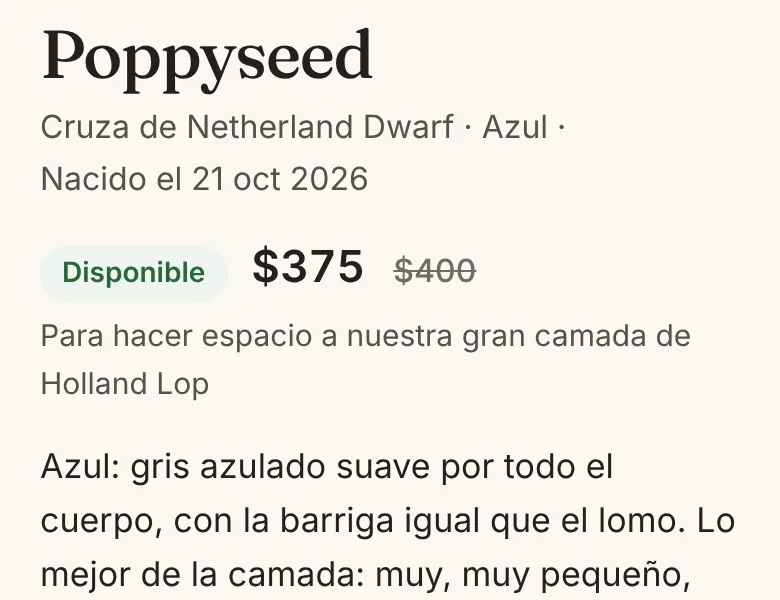 Poppyseed
Cruza de Netherland Dwarf · Azul ·
Nacido el 21 oct 2026
Disponible $375 $400
Para hacer espacio a nuestra gran camada de
Holland Lop
Azul: gris azulado suave por todo el
cuerpo, con la barriga igual que el lomo. Lo
mejor de la camada: muy, muy pequeño,